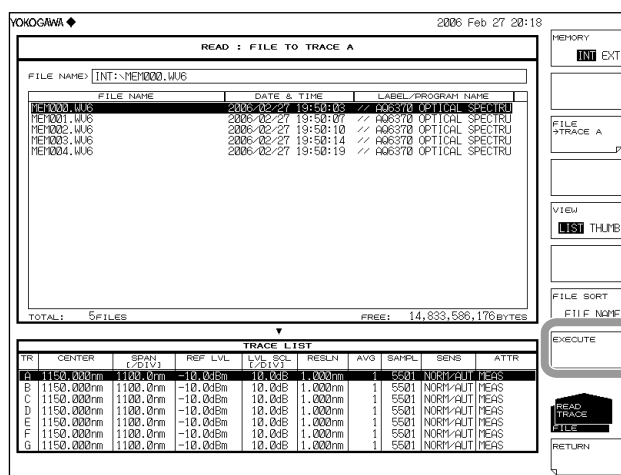 YOKOGAWA 2006 Feb 27 20:18
READ : FILE TO TRACE A
FILE NAME> INT:\MEM000.WU6
FILE NAME DATE & TIME LABEL/PROGRAM NAME
MEM000.WU6 2006/02/27 19:50:03 // AQ6370 OPTICAL SPECTRU
MEM001.WU6 2006/02/27 19:50:07 // AQ6370 OPTICAL SPECTRU
MEM002.WU6 2006/02/27 19:50:10 // AQ6370 OPTICAL SPECTRU
MEM003.WU6 2006/02/27 19:50:14 // AQ6370 OPTICAL SPECTRU
MEM004.WU6 2006/02/27 19:50:19 // AQ6370 OPTICAL SPECTRU
TOTAL: 5FILES FREE: 14,833,586,176BYTES
TRACE LIST
TR CENTER SPAN [/DIV] REF LVL LVL SCL [/DIV] RESLN AVG SAMPL SENS ATTR
A 1150.000nm 1100.0nm -10.0dBm 10.0dB 1.000nm 1 5501 NORM/AUT MEAS
B 1150.000nm 1100.0nm -10.0dBm 10.0dB 1.000nm 1 5501 NORM/AUT MEAS
C 1150.000nm 1100.0nm -10.0dBm 10.0dB 1.000nm 1 5501 NORM/AUT MEAS
D 1150.000nm 1100.0nm -10.0dBm 10.0dB 1.000nm 1 5501 NORM/AUT MEAS
E 1150.000nm 1100.0nm -10.0dBm 10.0dB 1.000nm 1 5501 NORM/AUT MEAS
F 1150.000nm 1100.0nm -10.0dBm 10.0dB 1.000nm 1 5501 NORM/AUT MEAS
G 1150.000nm 1100.0nm -10.0dBm 10.0dB 1.000nm 1 5501 NORM/AUT MEAS
MEMORY
INT EXT
FILE
→TRACE A
VIEW
LIST THUMB
FILE SORT
FILE NAME
EXECUTE
READ
TRACE
FILE
RETURN